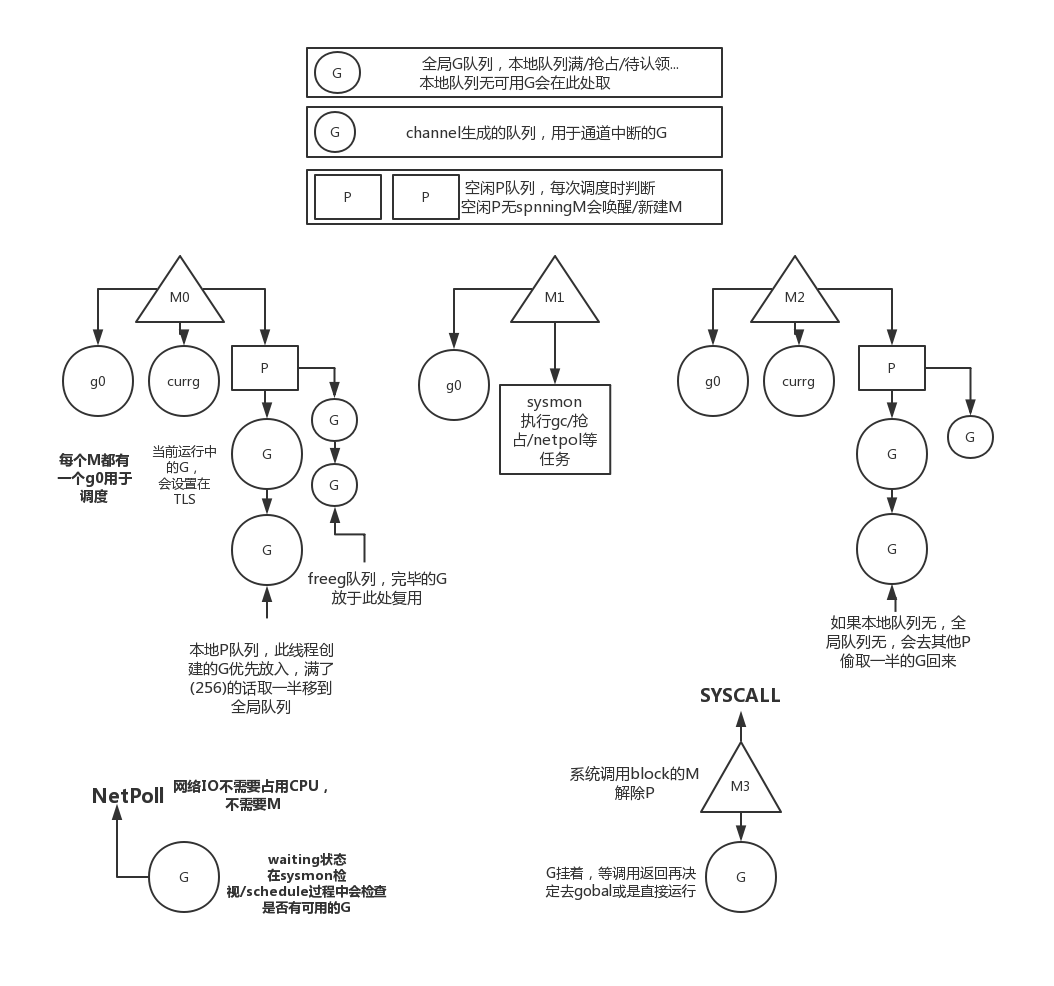 G
全局G队列，本地队列满/抢占/待认领...
本地队列无可用G会在此处取
G
channel生成的队列，用于通道中断的G
P
P
空闲P队列，每次调度时判断
空闲P无spnningM会唤醒/新建M
M0
M1
M2
g0
currg
P
G
G
G
G
每个M都有
一个g0用于
调度
当前运行中
的G，
会设置在
TLS
freeg队列，完毕的G
放于此处复用
本地P队列，此线程创
建的G优先放入，满了
(256)的话取一半移到
全局队列
g0
sysmon
执行gc/抢
占/netpol等
任务
g0
currg
P
G
G
G
如果本地队列无，全
局队列无，会去其他P
偷取一半的G回来
NetPoll
网络IO不需要占用CPU，
不需要M
G
waiting状态
在sysmon检
视/schedule过程中会检查
是否有可用的G
SYSCALL
系统调用block的M
解除P
M3
G挂着，等调用返回再决
定去gobal或是直接运行
G